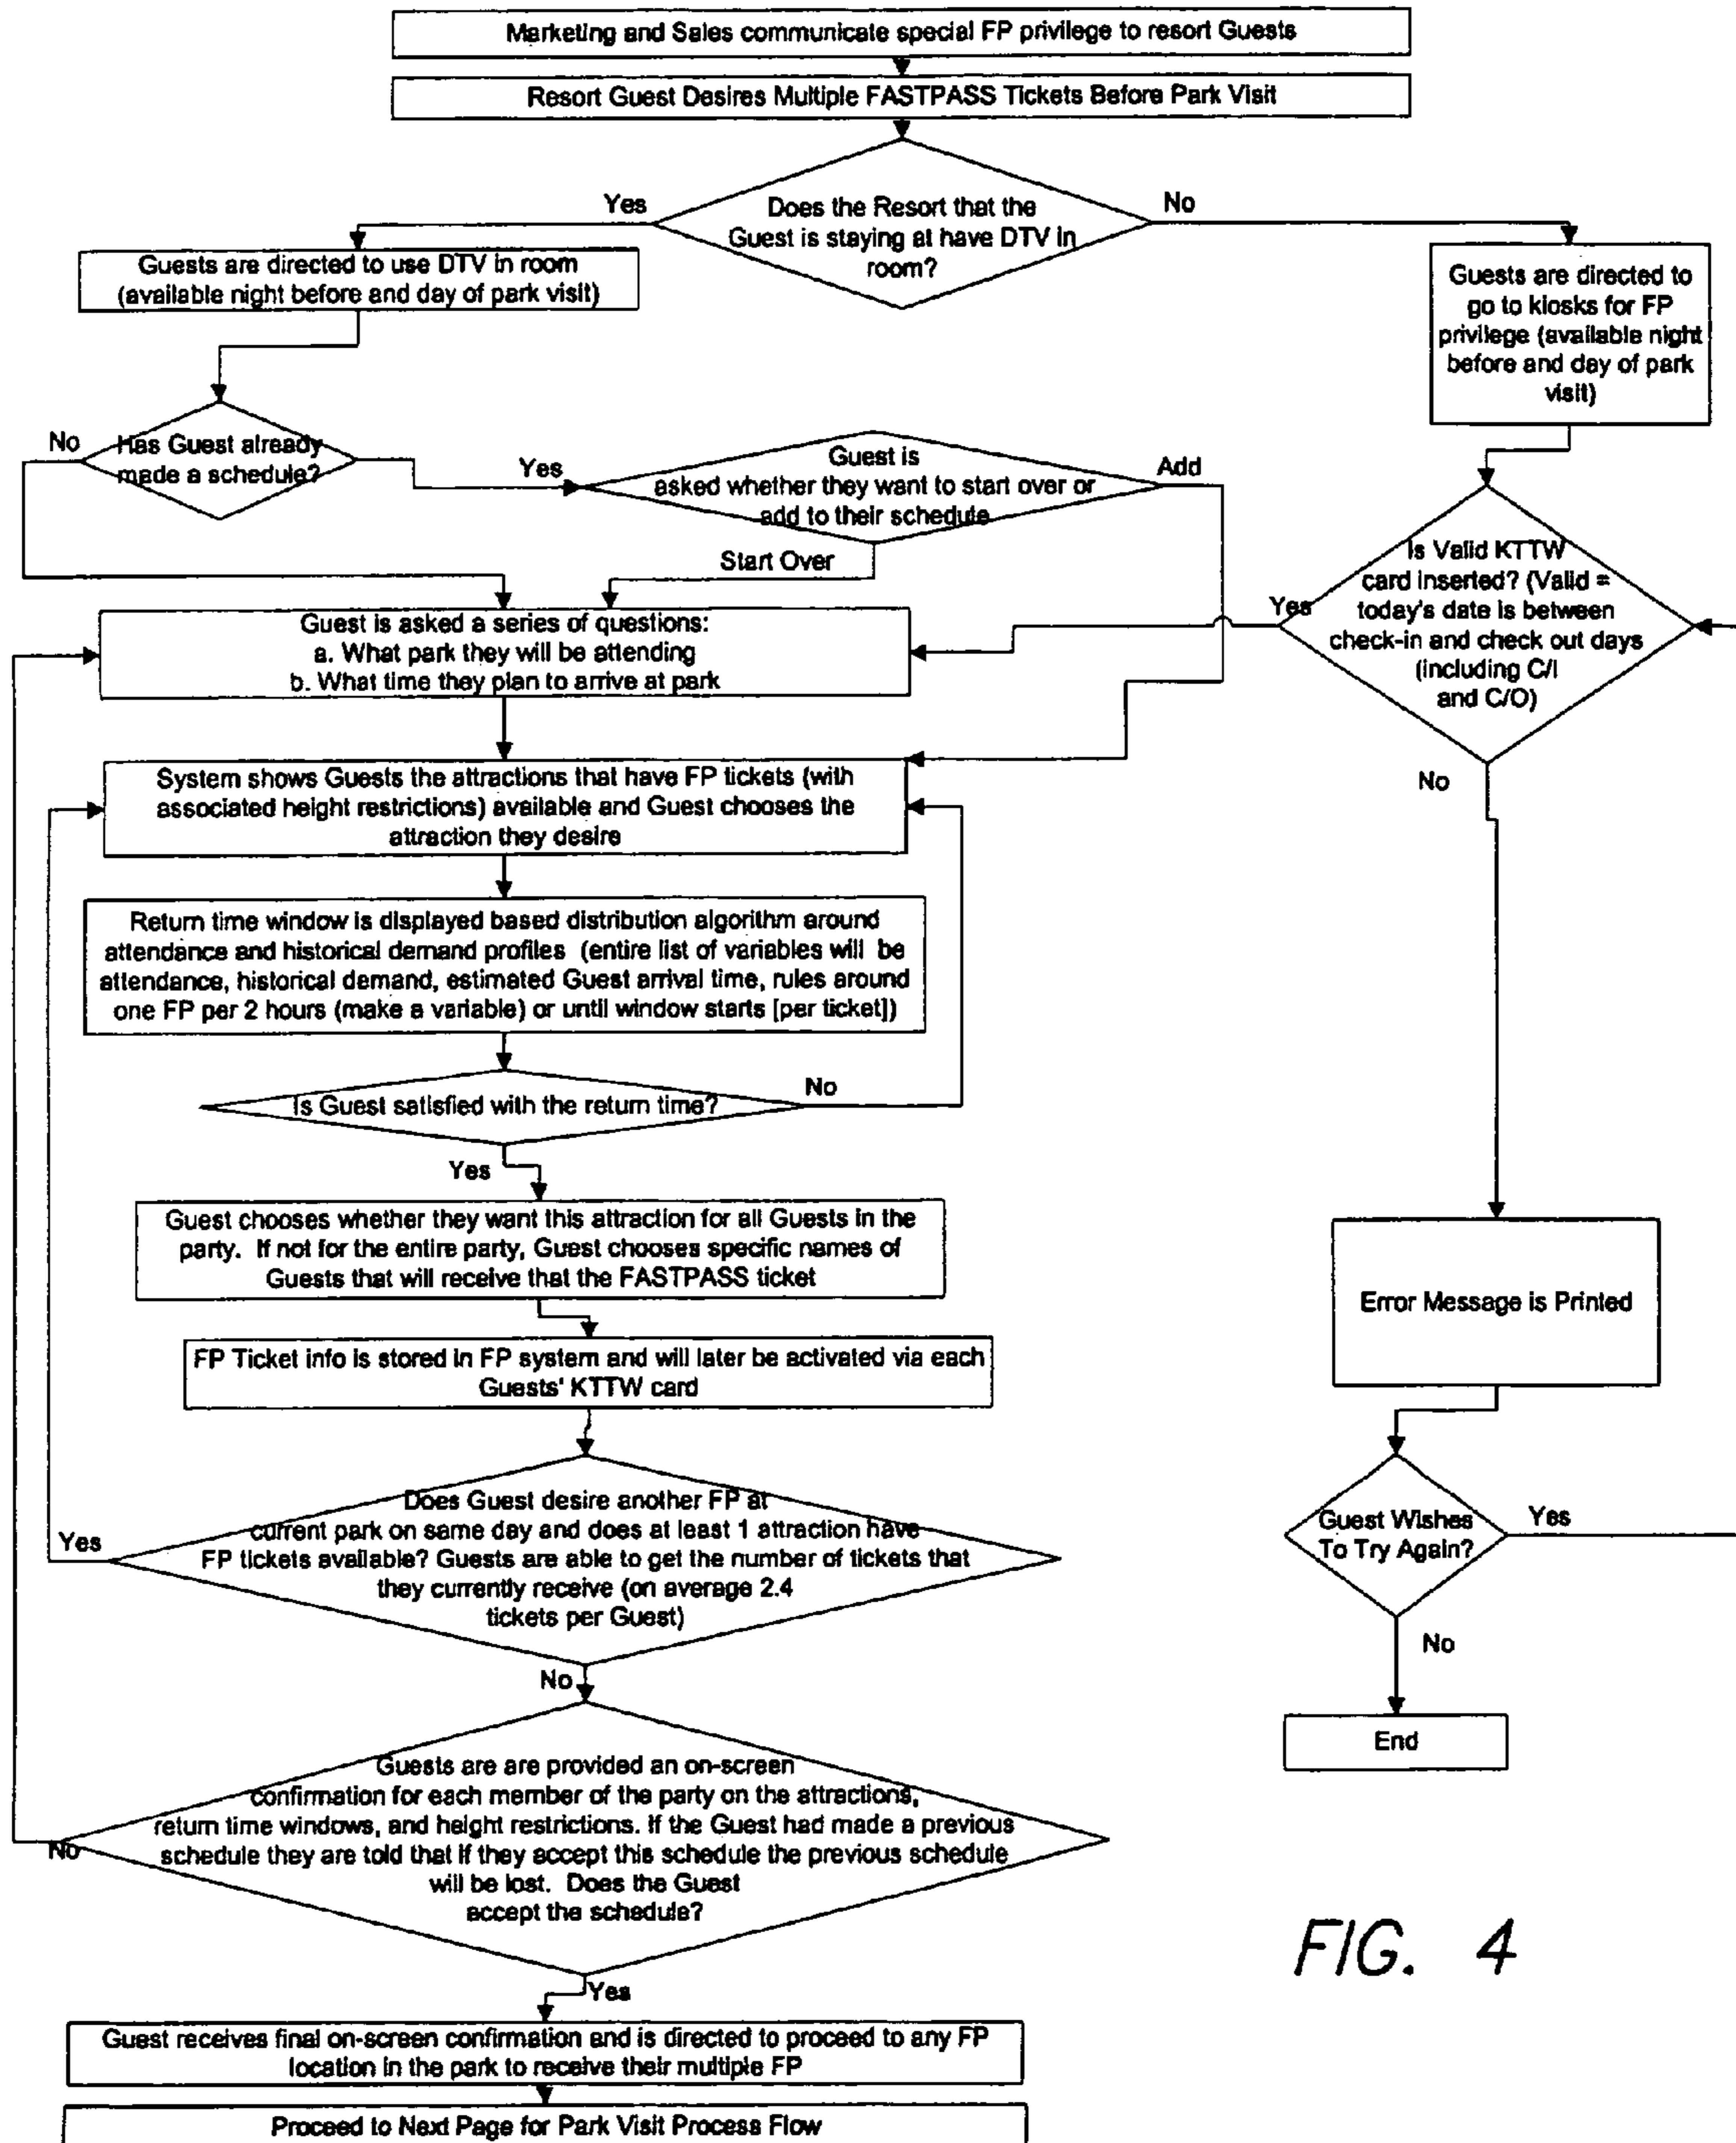 Marketing and Sales communicate special FP privilege to resort Guests
Resort Guest Desires Multiple FASTPASS Tickets Before Park Visit
Does the Resort that the
Guest is staying at have DTV in
room?
Yes
No
Guests are directed to use DTV in room
(available night before and day of park visit)
Guests are directed to
go to kiosks for FP
privilege (available night
before and day of park
visit)
Has Guest already
made a schedule?
No
Yes
Guest is
asked whether they want to start over or
add to their schedule
Add
Start Over
Is Valid KTTW
card inserted? (Valid =
today's date is between
check-in and check out days
(including C/I
and C/O)
Yes
No
Guest is asked a series of questions:
a. What park they will be attending
b. What time they plan to arrive at park
System shows Guests the attractions that have FP tickets (with
associated height restrictions) available and Guest chooses the
attraction they desire
Return time window is displayed based distribution algorithm around
attendance and historical demand profiles (entire list of variables will be
attendance, historical demand, estimated Guest arrival time, rules around
one FP per 2 hours (make a variable) or until window starts [per ticket])
Is Guest satisfied with the return time?
No
Yes
Guest chooses whether they want this attraction for all Guests in the
party. If not for the entire party, Guest chooses specific names of
Guests that will receive that the FASTPASS ticket
Error Message is Printed
FP Ticket info is stored in FP system and will later be activated via each
Guests' KTTW card
Does Guest desire another FP at
current park on same day and does at least 1 attraction have
FP tickets available? Guests are able to get the number of tickets that
they currently receive (on average 2.4
tickets per Guest)
Yes
No
Guest Wishes
To Try Again?
Yes
No
End
Guests are are provided an on-screen
confirmation for each member of the party on the attractions,
return time windows, and height restrictions. If the Guest had made a previous
schedule they are told that if they accept this schedule the previous schedule
will be lost. Does the Guest
accept the schedule?
No
Yes
Guest receives final on-screen confirmation and is directed to proceed to any FP
location in the park to receive their multiple FP
Proceed to Next Page for Park Visit Process Flow
FIG. 4